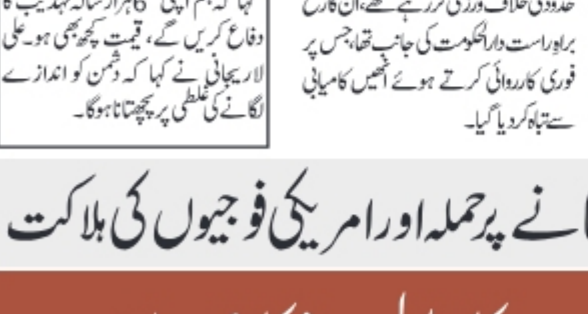 حدود کی خلاف ورزی کر رہے تھے، ان کا رخ
براہ راست دارالحکومت کی جانب تھا، جس پر
فوری کارروائی کرتے ہوئے انھیں کامیابی
سے تباہ کر دیا گیا۔
کہا کہ ہم اپنی 6 ہزار سالہ تہذیب کا
دفاع کریں گے، قیمت کچھ بھی ہو۔ علی
لاریجانی نے کہا کہ دشمن کو اندازے
لگانے کی غلطی پر پچھتانا ہوگا۔
انے پر حملہ اور امریکی فوجیوں کی ہلاکت